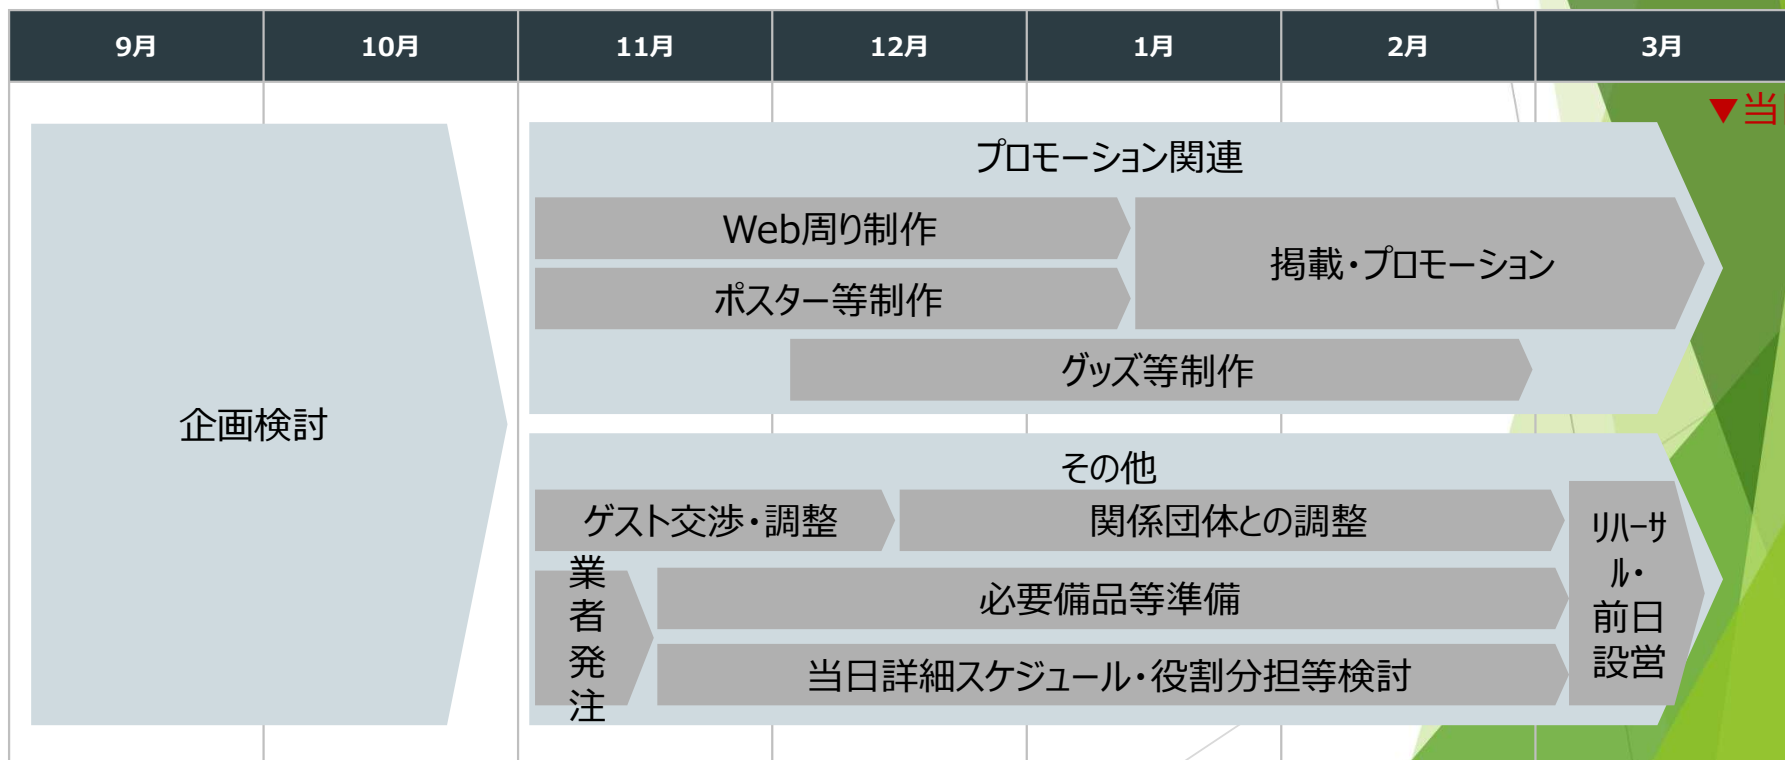 9月 10月 11月 12月 1月 2月 3月
▼当
プロモーション関連
Web周り制作
掲載・プロモーション
ポスター等制作
グッズ等制作
企画検討
その他
ゲスト交渉・調整
関係団体との調整
リハーサ
ル・
前日
設営
業
者
発
注
必要備品等準備
当日詳細スケジュール・役割分担等検討